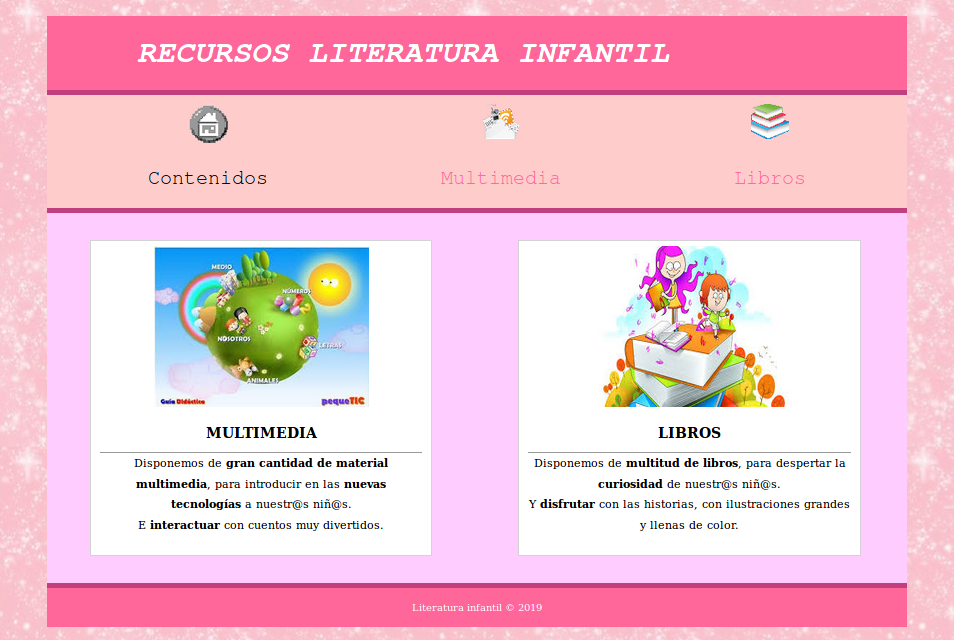 RECURSOS LITERATURA INFANTIL
Contenidos
Multimedia
Libros
MEDIO
NÚMEROS
NOSOTROS
LETRAS
ANIMALES
Guía Didáctica
pequeTIC
MULTIMEDIA
Disponemos de gran cantidad de material
multimedia, para introducir en las nuevas
tecnologías a nuestr@s niñ@s.
E interactuar con cuentos muy divertidos.
LIBROS
Disponemos de multitud de libros, para despertar la
curiosidad de nuestr@s niñ@s.
Y disfrutar con las historias, con ilustraciones grandes
y llenas de color.
Literatura infantil © 2019